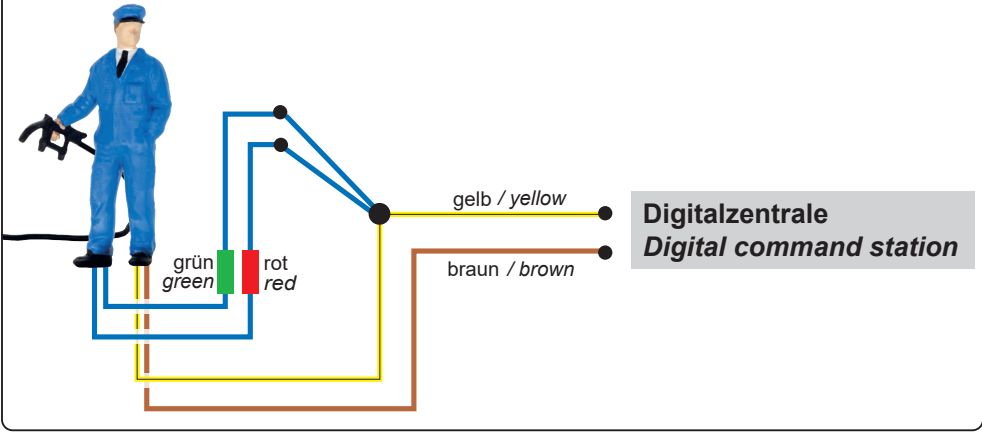 gelb / yellow
Digitalzentrale
Digital command station
braun / brown
grün
green
rot
red